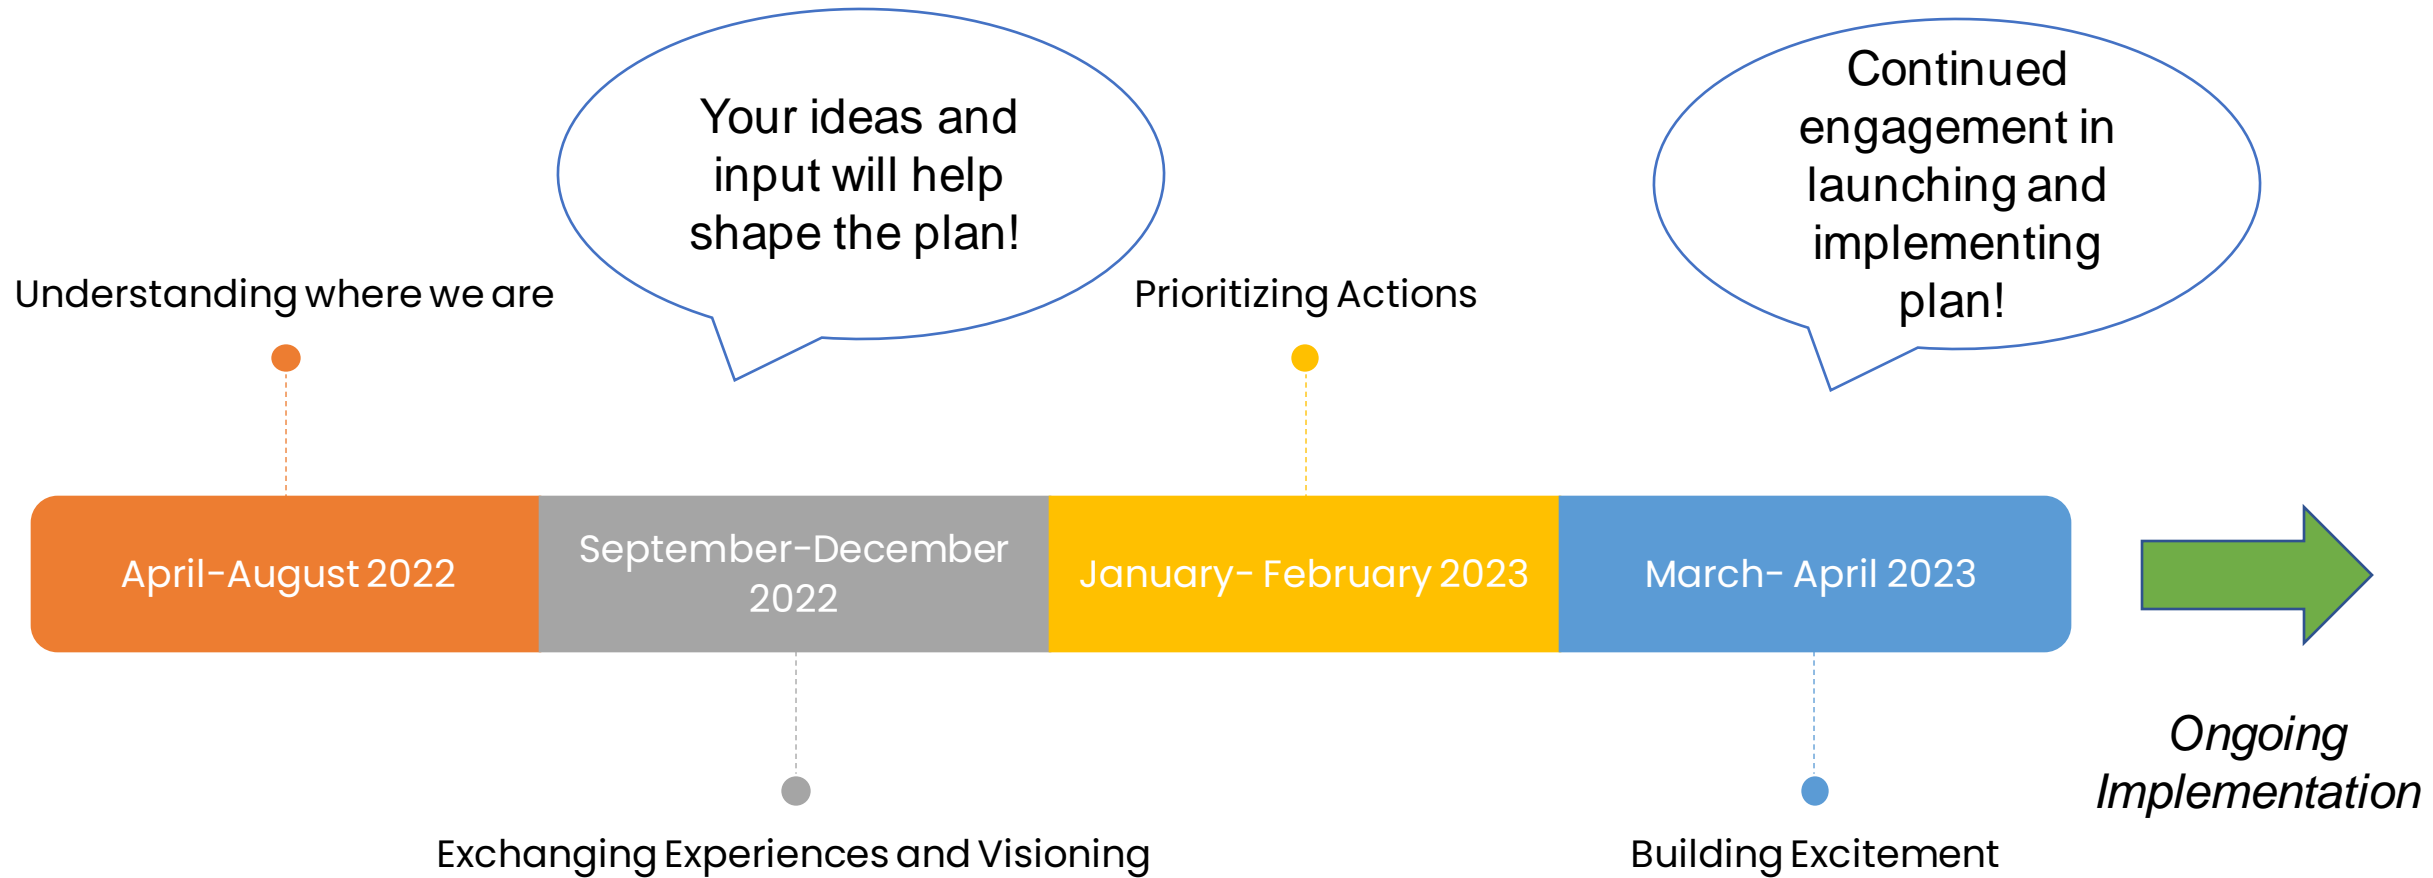 Your ideas and
input will help
shape the plan!
Continued
engagement in
launching and
implementing
plan!
Understanding where we are
Prioritizing Actions
April-August 2022
September-December
2022
January- February 2023
March- April 2023
Ongoing
Implementation
Exchanging Experiences and Visioning
Building Excitement